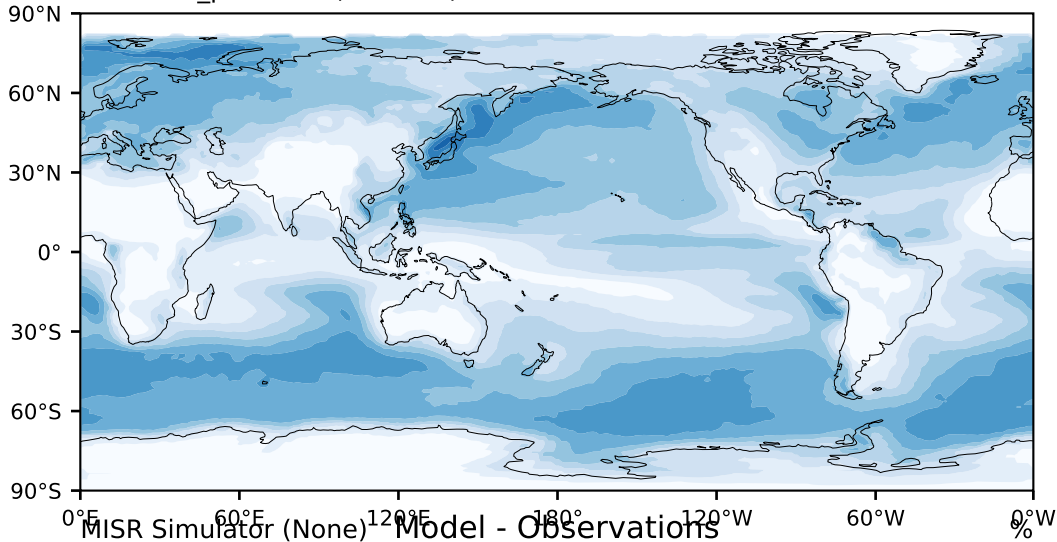 90°N
60°N
30°N
0°
30°S
60°S
90°S
0°E 60°E 120°E 180°W 120°W 60°W 0°W
MISR Simulator (None) Model - Observations %